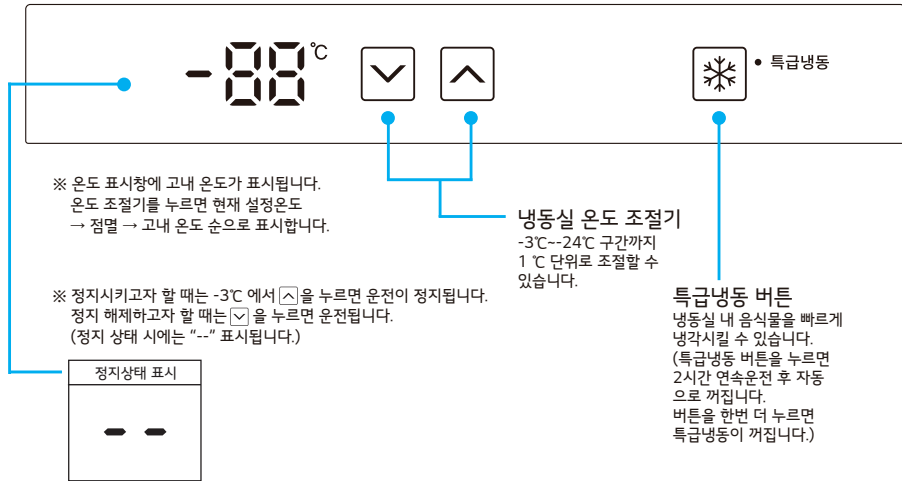 -88℃
• 특급냉동
※ 온도 표시창에 고내 온도가 표시됩니다.
온도 조절기를 누르면 현재 설정온도
→ 점멸 → 고내 온도 순으로 표시합니다.
냉동실 온도 조절기
-3℃~-24℃ 구간까지
1 ℃ 단위로 조절할 수
있습니다.
※ 정지시키고자 할 때는 -3℃ 에서 을 누르면 운전이 정지됩니다.
정지 해제하고자 할 때는 을 누르면 운전됩니다.
(정지 상태 시에는 “--” 표시됩니다.)
정지상태 표시
--
특급냉동 버튼
냉동실 내 음식물을 빠르게
냉각시킬 수 있습니다.
(특급냉동 버튼을 누르면
2시간 연속운전 후 자동
으로 꺼집니다.
버튼을 한번 더 누르면
특급냉동이 꺼집니다.)